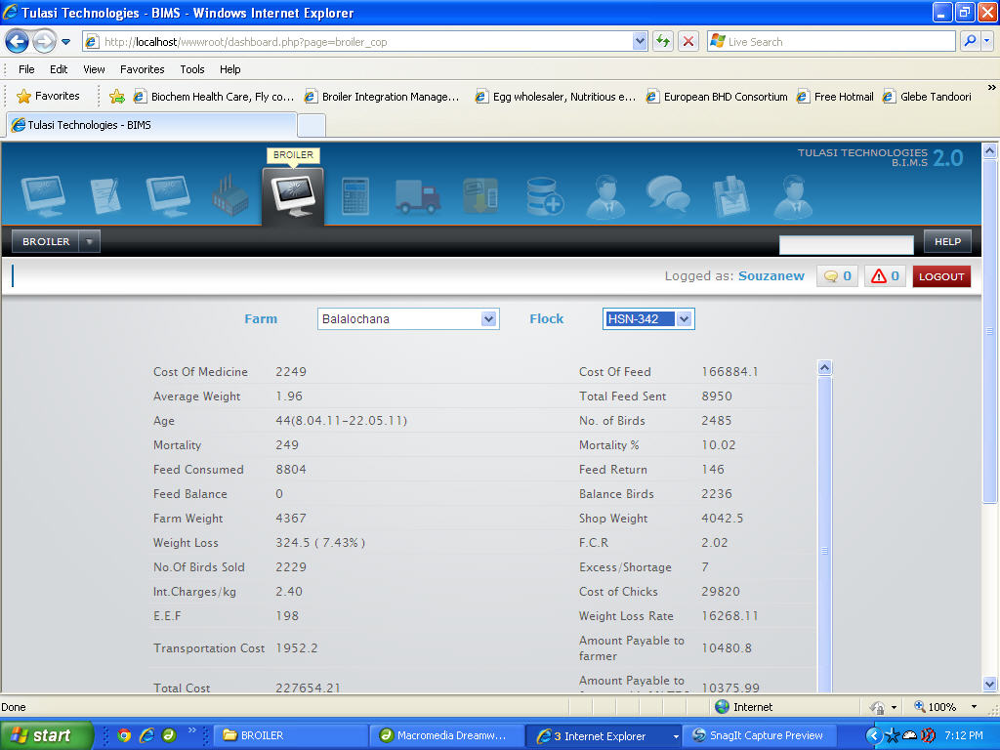 Tulasi Technologies - BIMS - Windows Internet Explorer
http://localhost/wwwroot/dashboard.php?page=broiler_cop
Live Search
File Edit View Favorites Tools Help
Favorites Biochem Health Care, Fly co... Broiler Integration Manage... Egg wholesaler, Nutritious e... European BHD Consortium Free Hotmail Glebe Tandoori
Tulasi Technologies - BIMS
BROILER
TULASI TECHNOLOGIES
B.I.M.S 2.0
BROILER HELP
Logged as: Souzanew 0 0 LOGOUT
Farm Balalochana Flock HSN-342
Cost Of Medicine 2249 Cost Of Feed 166884.1
Average Weight 1.96 Total Feed Sent 8950
Age 44(8.04.11-22.05.11) No. of Birds 2485
Mortality 249 Mortality % 10.02
Feed Consumed 8804 Feed Return 146
Feed Balance 0 Balance Birds 2236
Farm Weight 4367 Shop Weight 4042.5
Weight Loss 324.5 ( 7.43% ) F.C.R 2.02
No.Of Birds Sold 2229 Excess/Shortage 7
Int.Charges/kg 2.40 Cost of Chicks 29820
E.E.F 198 Weight Loss Rate 16268.11
Transportation Cost 1952.2 Amount Payable to
farmer 10480.8
Total Cost 227654.21 Amount Payable to
10375.99
Done Internet 100%
start BROILER Macromedia Dreamw... 3 Internet Explorer SnagIt Capture Preview 7:12 PM